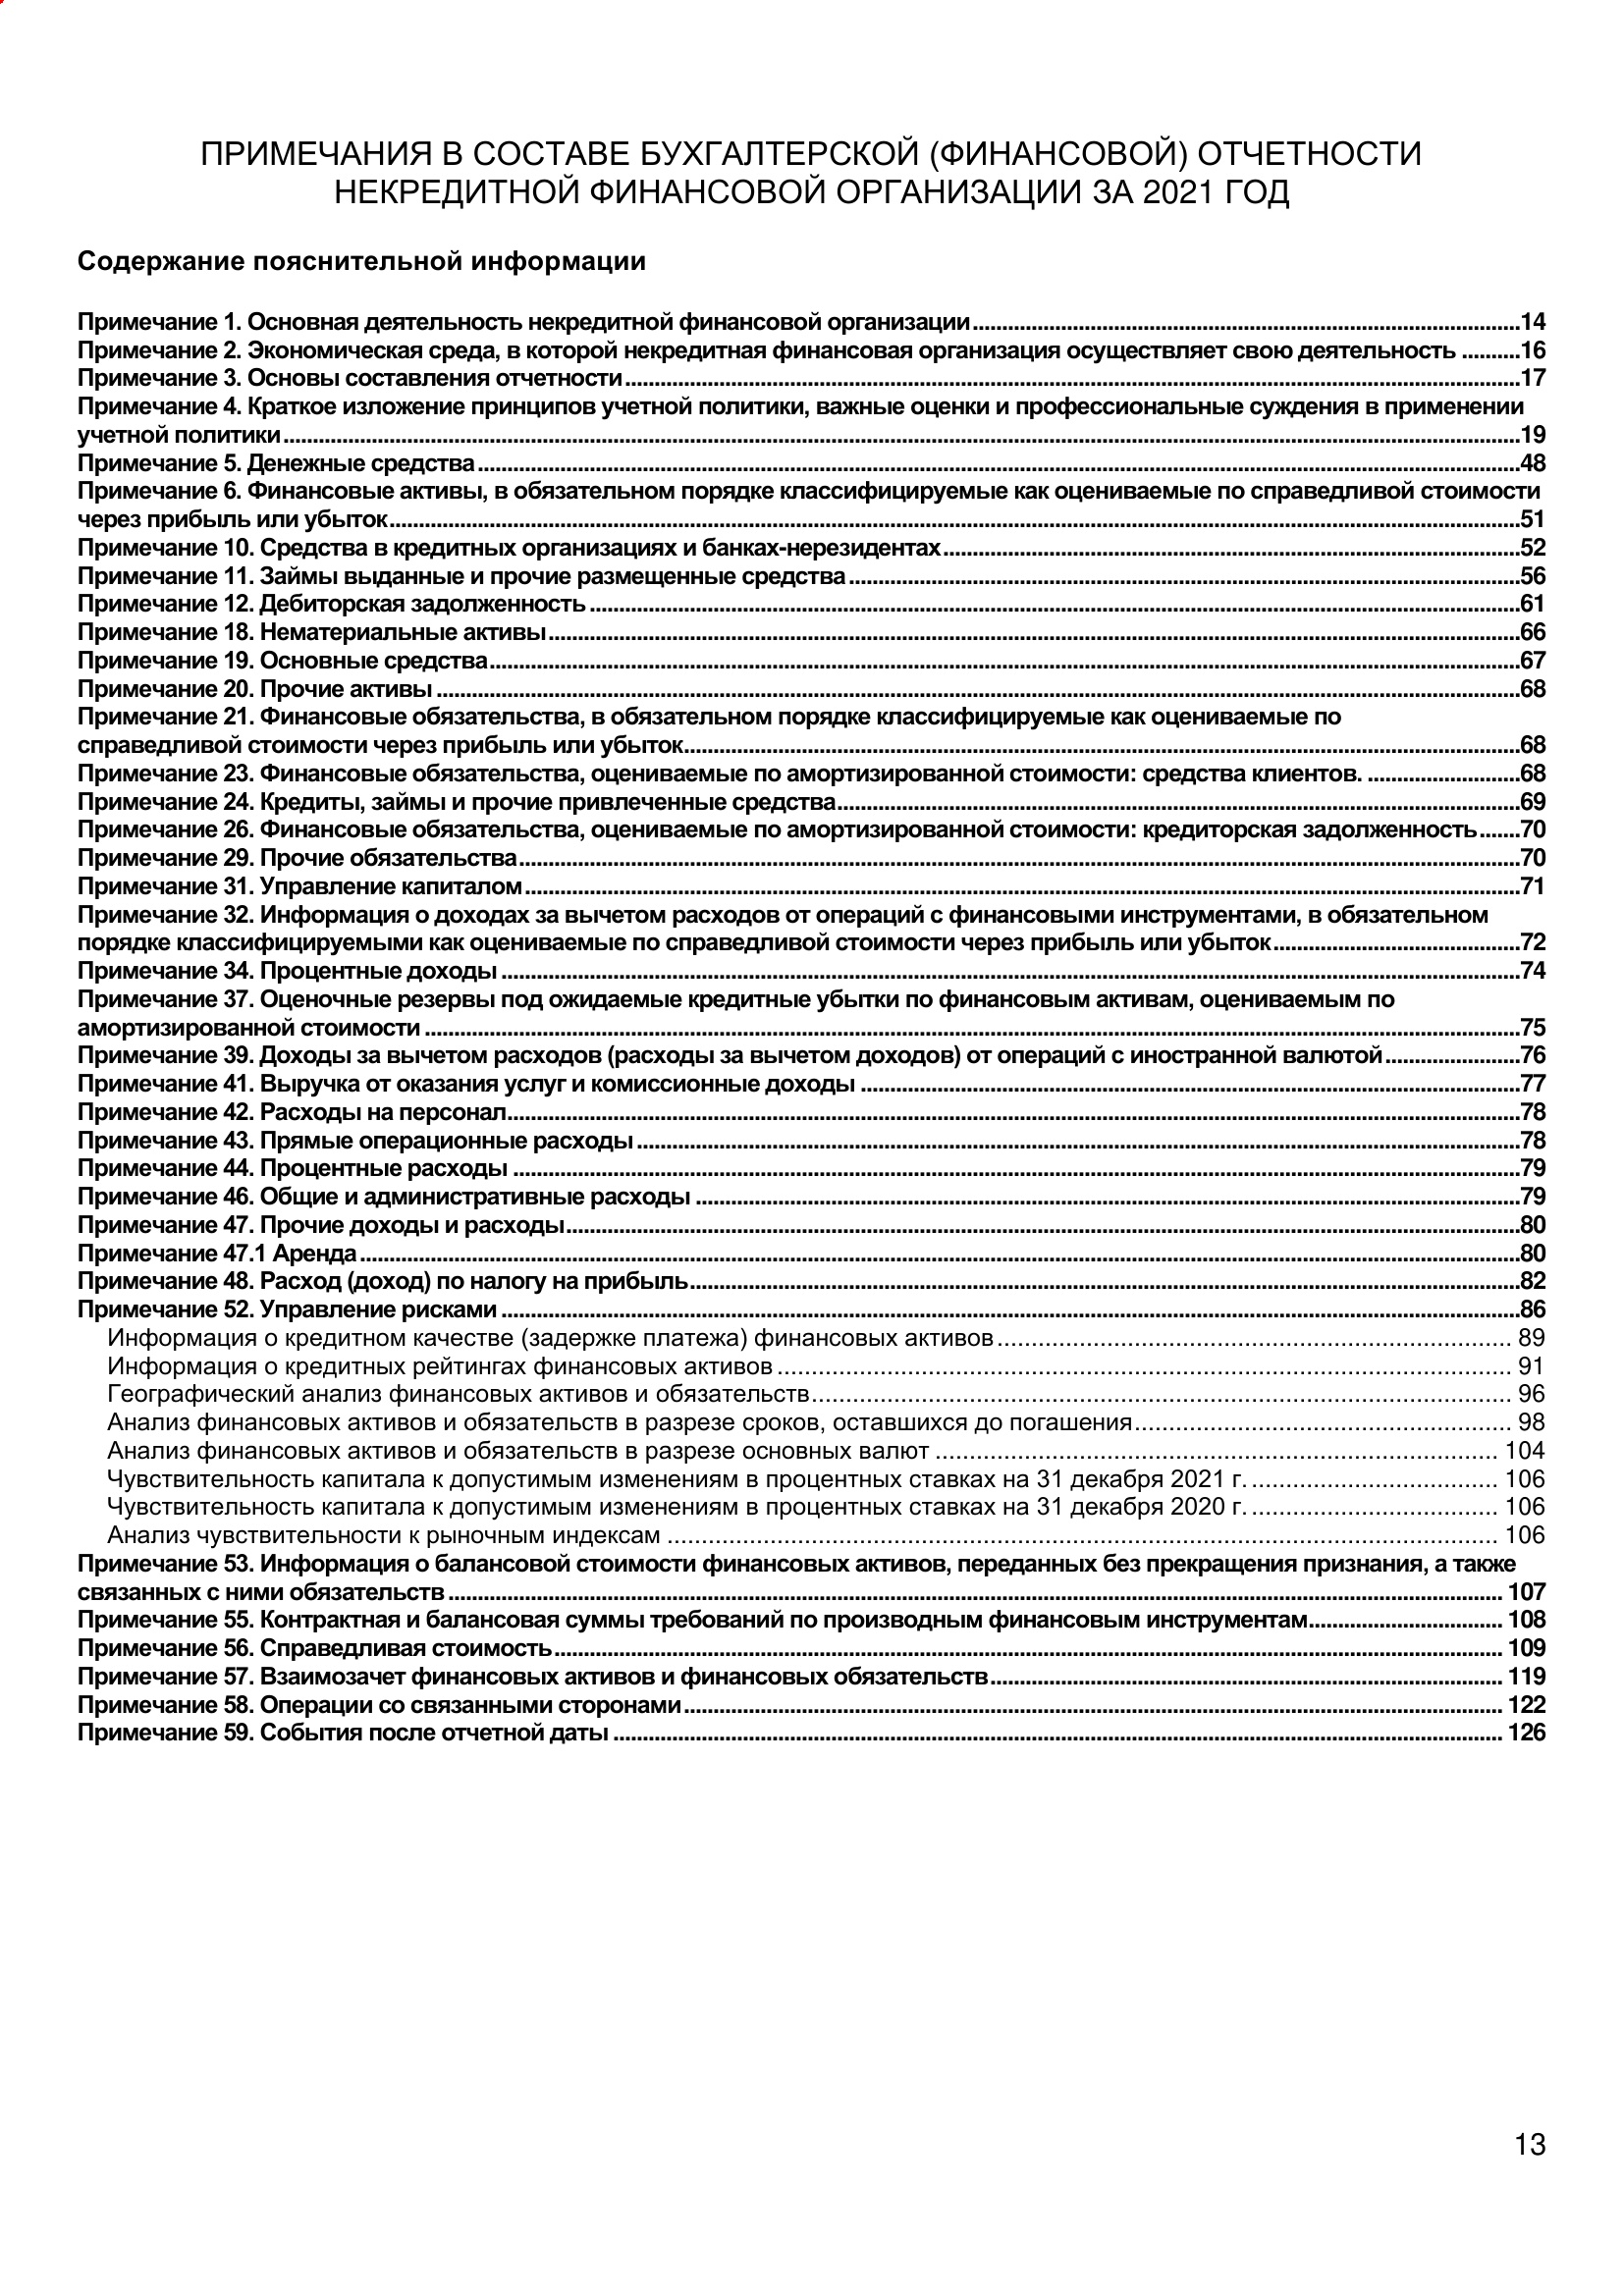 ПРИМЕЧАНИЯ В СОСТАВЕ БУХГАЛТЕРСКОЙ (ФИНАНСОВОЙ) ОТЧЕТНОСТИ
НЕКРЕДИТНОЙ ФИНАНСОВОЙ ОРГАНИЗАЦИИ ЗА 2021 ГОД
Содержание пояснительной информации
Примечание 1. Основная деятельность некредитной финансовой организации....14
Примечание 2. Экономическая среда, в которой некредитная финансовая организация осуществляет свою деятельность ....16
Примечание 3. Основы составления отчетности....17
Примечание 4. Краткое изложение принципов учетной политики, важные оценки и профессиональные суждения в применении
учетной политики....19
Примечание 5. Денежные средства....48
Примечание 6. Финансовые активы, в обязательном порядке классифицируемые как оцениваемые по справедливой стоимости
через прибыль или убыток....51
Примечание 10. Средства в кредитных организациях и банках-нерезидентах....52
Примечание 11. Займы выданные и прочие размещенные средства....56
Примечание 12. Дебиторская задолженность ....61
Примечание 18. Нематериальные активы....66
Примечание 19. Основные средства....67
Примечание 20. Прочие активы ....68
Примечание 21. Финансовые обязательства, в обязательном порядке классифицируемые как оцениваемые по
справедливой стоимости через прибыль или убыток....68
Примечание 23. Финансовые обязательства, оцениваемые по амортизированной стоимости: средства клиентов. ....68
Примечание 24. Кредиты, займы и прочие привлеченные средства....69
Примечание 26. Финансовые обязательства, оцениваемые по амортизированной стоимости: кредиторская задолженность....70
Примечание 29. Прочие обязательства....70
Примечание 31. Управление капиталом....71
Примечание 32. Информация о доходах за вычетом расходов от операций с финансовыми инструментами, в обязательном
порядке классифицируемыми как оцениваемые по справедливой стоимости через прибыль или убыток....72
Примечание 34. Процентные доходы ....74
Примечание 37. Оценочные резервы под ожидаемые кредитные убытки по финансовым активам, оцениваемым по
амортизированной стоимости ....75
Примечание 39. Доходы за вычетом расходов (расходы за вычетом доходов) от операций с иностранной валютой....76
Примечание 41. Выручка от оказания услуг и комиссионные доходы ....77
Примечание 42. Расходы на персонал....78
Примечание 43. Прямые операционные расходы ....78
Примечание 44. Процентные расходы ....79
Примечание 46. Общие и административные расходы ....79
Примечание 47. Прочие доходы и расходы....80
Примечание 47.1 Аренда....80
Примечание 48. Расход (доход) по налогу на прибыль....82
Примечание 52. Управление рисками ....86
Информация о кредитном качестве (задержке платежа) финансовых активов.... 89
Информация о кредитных рейтингах финансовых активов .... 91
Географический анализ финансовых активов и обязательств.... 96
Анализ финансовых активов и обязательств в разрезе сроков, оставшихся до погашения.... 98
Анализ финансовых активов и обязательств в разрезе основных валют .... 104
Чувствительность капитала к допустимым изменениям в процентных ставках на 31 декабря 2021 г. .... 106
Чувствительность капитала к допустимым изменениям в процентных ставках на 31 декабря 2020 г. .... 106
Анализ чувствительности к рыночным индексам .... 106
Примечание 53. Информация о балансовой стоимости финансовых активов, переданных без прекращения признания, а также
связанных с ними обязательств .... 107
Примечание 55. Контрактная и балансовая суммы требований по производным финансовым инструментам.... 108
Примечание 56. Справедливая стоимость.... 109
Примечание 57. Взаимозачет финансовых активов и финансовых обязательств.... 119
Примечание 58. Операции со связанными сторонами.... 122
Примечание 59. События после отчетной даты .... 126
13